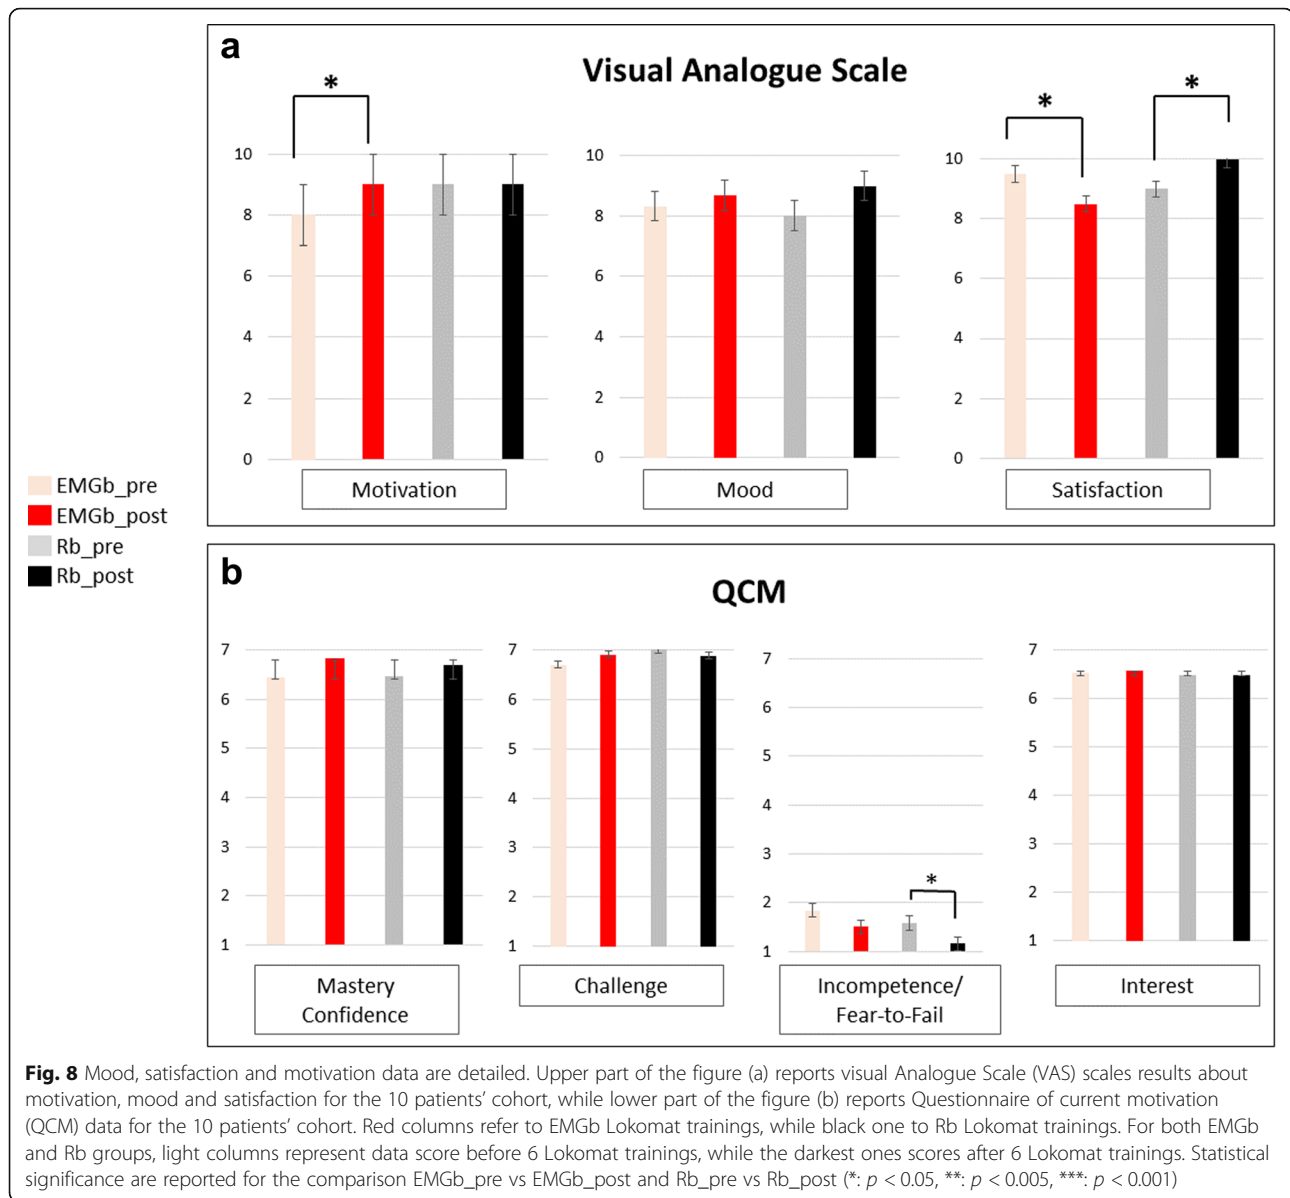 a
Visual Analogue Scale
*
*
*
10
8
6
4
2
0
Motivation
10
8
6
4
2
0
Mood
10
8
6
4
2
0
Satisfaction
EMGb_pre
EMGb_post
Rb_pre
Rb_post
b
QCM
7
6
5
4
3
2
1
Mastery
Confidence
7
6
5
4
3
2
1
Challenge
7
6
5
4
3
2
1
*
Incompetence/
Fear-to-Fail
7
6
5
4
3
2
1
Interest
Fig. 8 Mood, satisfaction and motivation data are detailed. Upper part of the figure (a) reports visual Analogue Scale (VAS) scales results about
motivation, mood and satisfaction for the 10 patients’ cohort, while lower part of the figure (b) reports Questionnaire of current motivation
(QCM) data for the 10 patients’ cohort. Red columns refer to EMGb Lokomat trainings, while black one to Rb Lokomat trainings. For both EMGb
and Rb groups, light columns represent data score before 6 Lokomat trainings, while the darkest ones scores after 6 Lokomat trainings. Statistical
significance are reported for the comparison EMGb_pre vs EMGb_post and Rb_pre vs Rb_post (*: p < 0.05, **: p < 0.005, ***: p < 0.001)